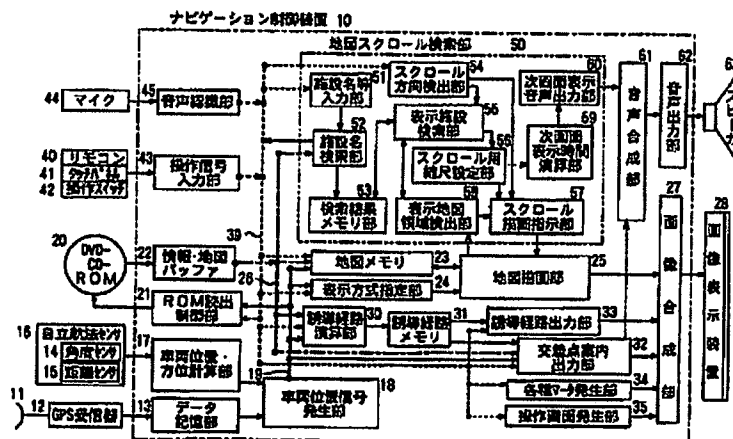 ナビゲーション制御装置 10
地図スクロール検索部 50
44 マイク
45 音声認識部
40 リモコン
41 タッチパネル
42
43 操作信号入力部
51 施設名称入力部
52 施設名検索部
53 検索結果メモリ部
54 スクロール方向検出部
55 表示施設検索部
56 スクロール用縮尺設定部
57 スクロール描画指示部
58 表示地図領域検出部
59 次画面表示時間演算部
60 次画面表示音声出力部
61 音声合成部
62 音声出力部
63 スピーカ
20 DVD-CD-ROM
22 情報・地図バッファ
21 ROM読出制御部
39
26
地図メモリ 23
表示方式指定部 24
地図描画部 25
27 画像合成部
28 画像表示装置
16 自立航法センサ
14 角度センサ
15 距離センサ
17 車両位置・方位計算部
19
車両位置信号発生部 18
誘導経路演算部 30
誘導経路メモリ 31
誘導経路出力部 33
交差点案内出力部 32
各種マーク発生部 34
操作画面発生部 35
11
12 GPS受信器
13 データ記憶部